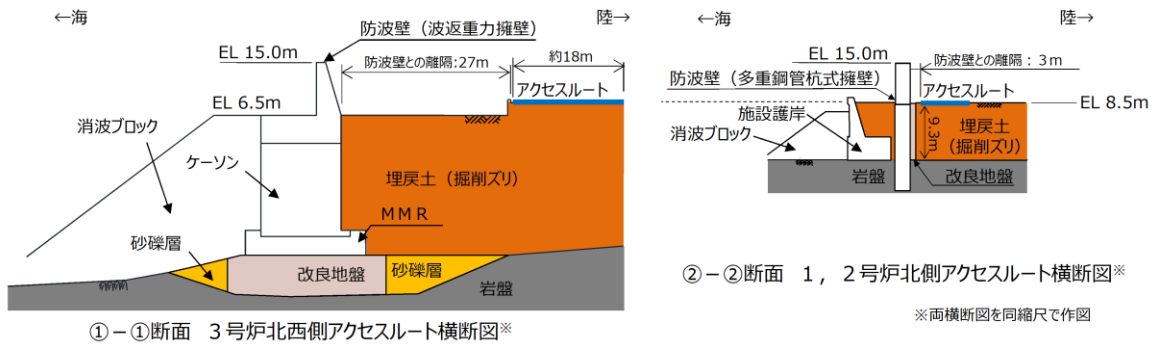 ←海
陸→
防波壁（波返重力擁壁）
EL 15.0m
防波壁との離隔:27m
約18m
アクセスルート
EL 6.5m
消波ブロック
ケーソン
埋戻土（掘削ズリ）
ＭＭＲ
砂礫層
改良地盤
砂礫層
岩盤
①－①断面　３号炉北西側アクセスルート横断図※
←海
陸→
EL 15.0m
防波壁との離隔：３ｍ
防波壁（多重鋼管杭式擁壁）
アクセスルート
EL 8.5m
施設護岸
消波ブロック
9.3m
埋戻土
（掘削ズリ）
岩盤
改良地盤
②－②断面　１，２号炉北側アクセスルート横断図※
※両横断図を同縮尺で作図